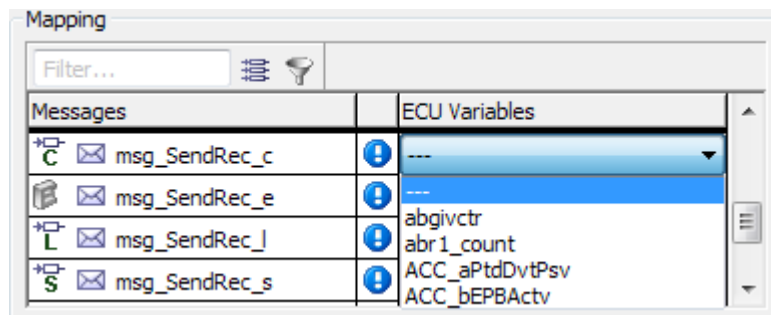 Mapping
Filter...
Messages ECU Variables
C msg_SendRec_c ---
msg_SendRec_e ---
L msg_SendRec_l abgivctr
abr1_count
S msg_SendRec_s ACC_aPtdDvtPsv
ACC_bEPBActv